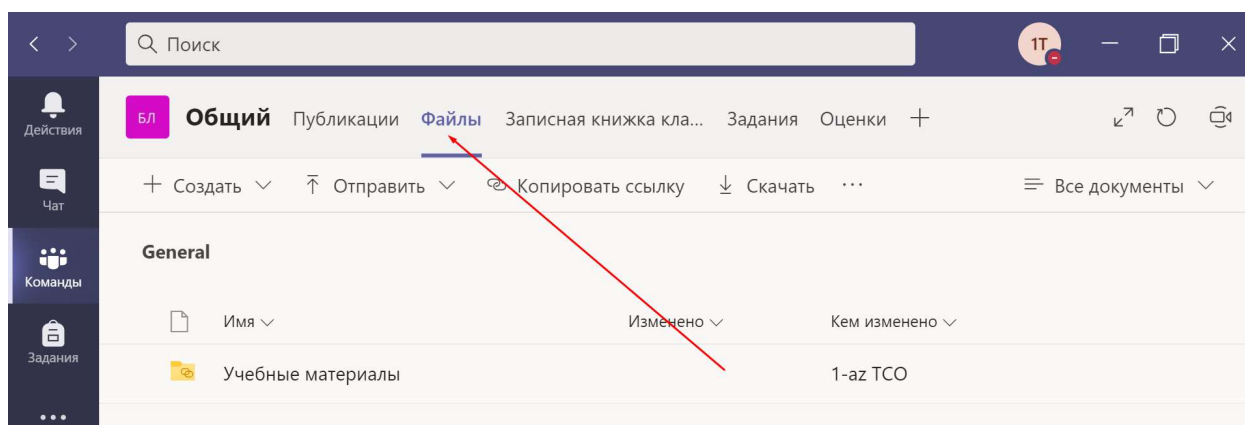 Поиск
1T
Действия
БЛ Общий Публикации Файлы Записная книжка кла... Задания Оценки
Создать Отправить Копировать ссылку Скачать ... Все документы
Чат
General
Команды
Имя Изменено Кем изменено
Задания
Учебные материалы 1-az TCO